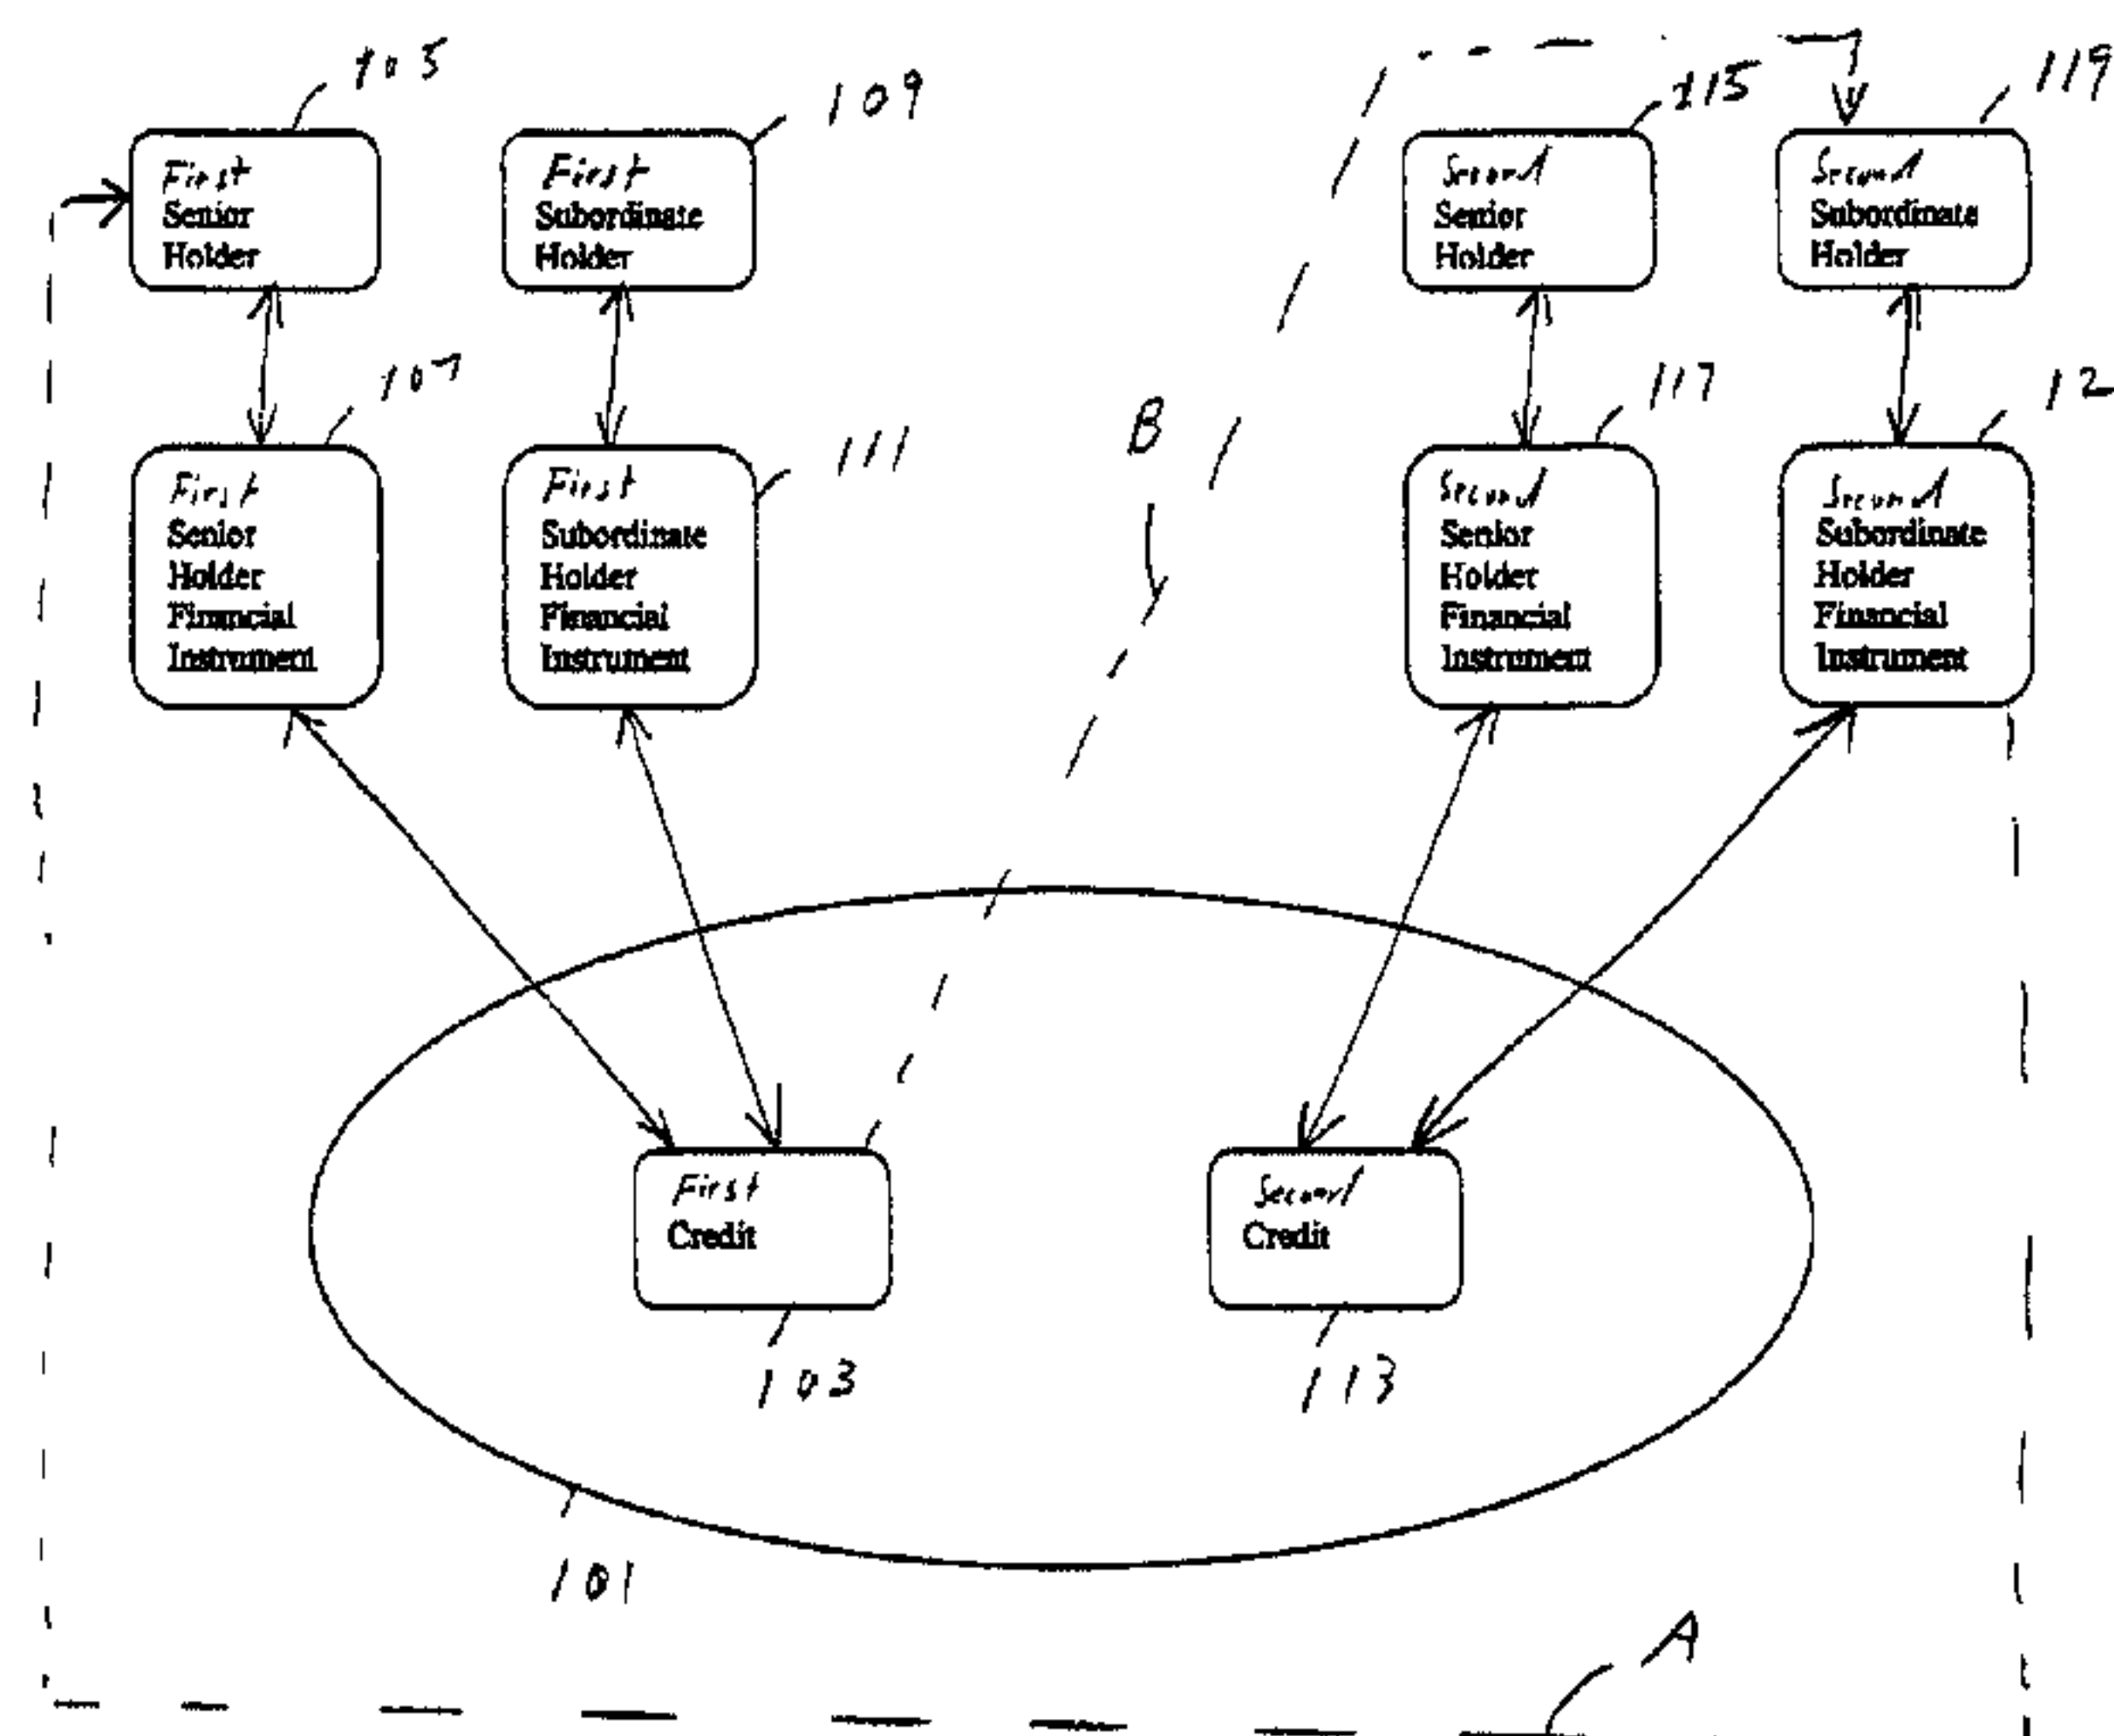 105
109
115
119
First
Senior
Holder
First
Subordinate
Holder
Second
Senior
Holder
Second
Subordinate
Holder
107
111
B
117
12
First
Senior
Holder
Financial
Instrument
First
Subordinate
Holder
Financial
Instrument
Second
Senior
Holder
Financial
Instrument
Second
Subordinate
Holder
Financial
Instrument
First
Credit
Second
Credit
103
113
101
A